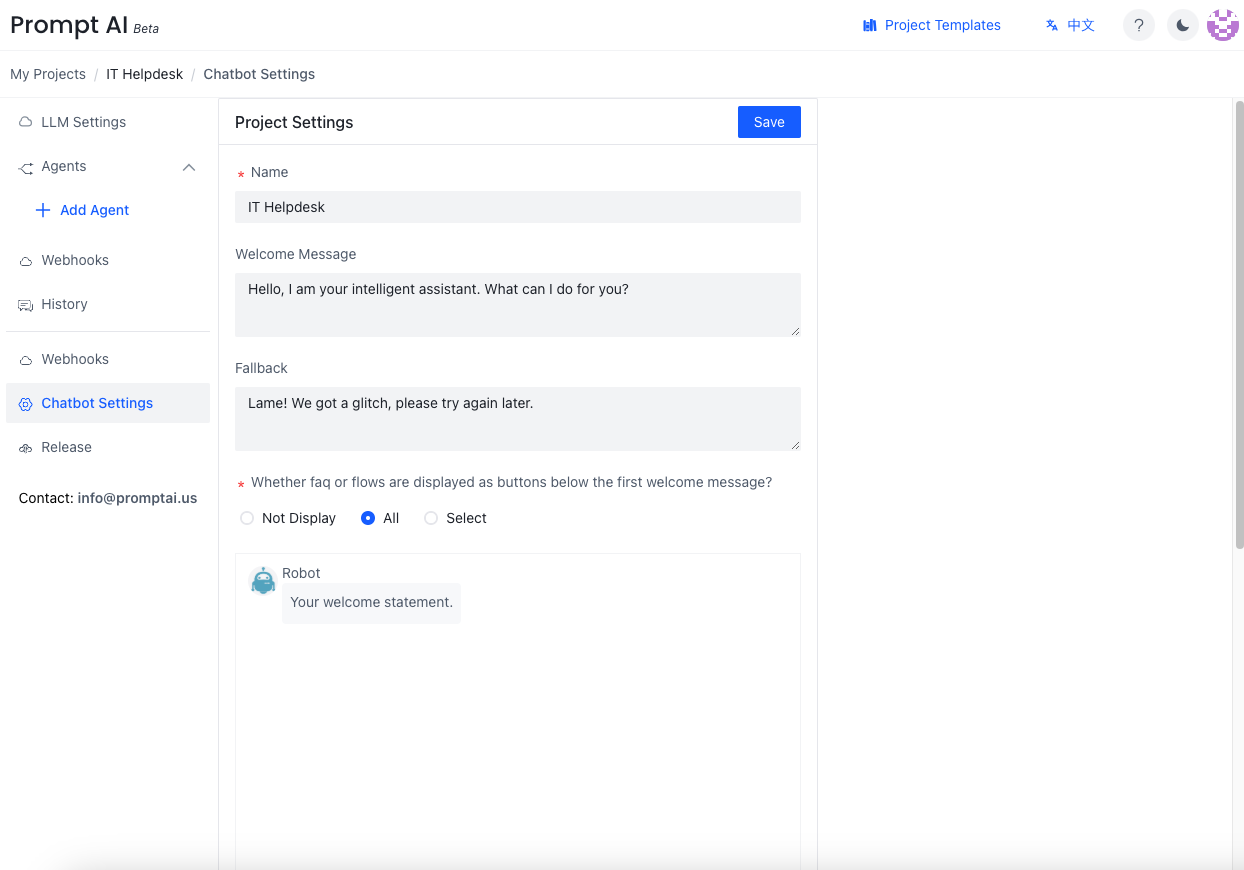 Prompt AI Beta
Project Templates
中文
?
My Projects / IT Helpdesk / Chatbot Settings
LLM Settings
Agents
Add Agent
Webhooks
History
Webhooks
Chatbot Settings
Release
Contact: info@promptai.us
Project Settings
Save
* Name
IT Helpdesk
Welcome Message
Hello, I am your intelligent assistant. What can I do for you?
Fallback
Lame! We got a glitch, please try again later.
* Whether faq or flows are displayed as buttons below the first welcome message?
Not Display
All
Select
Robot
Your welcome statement.